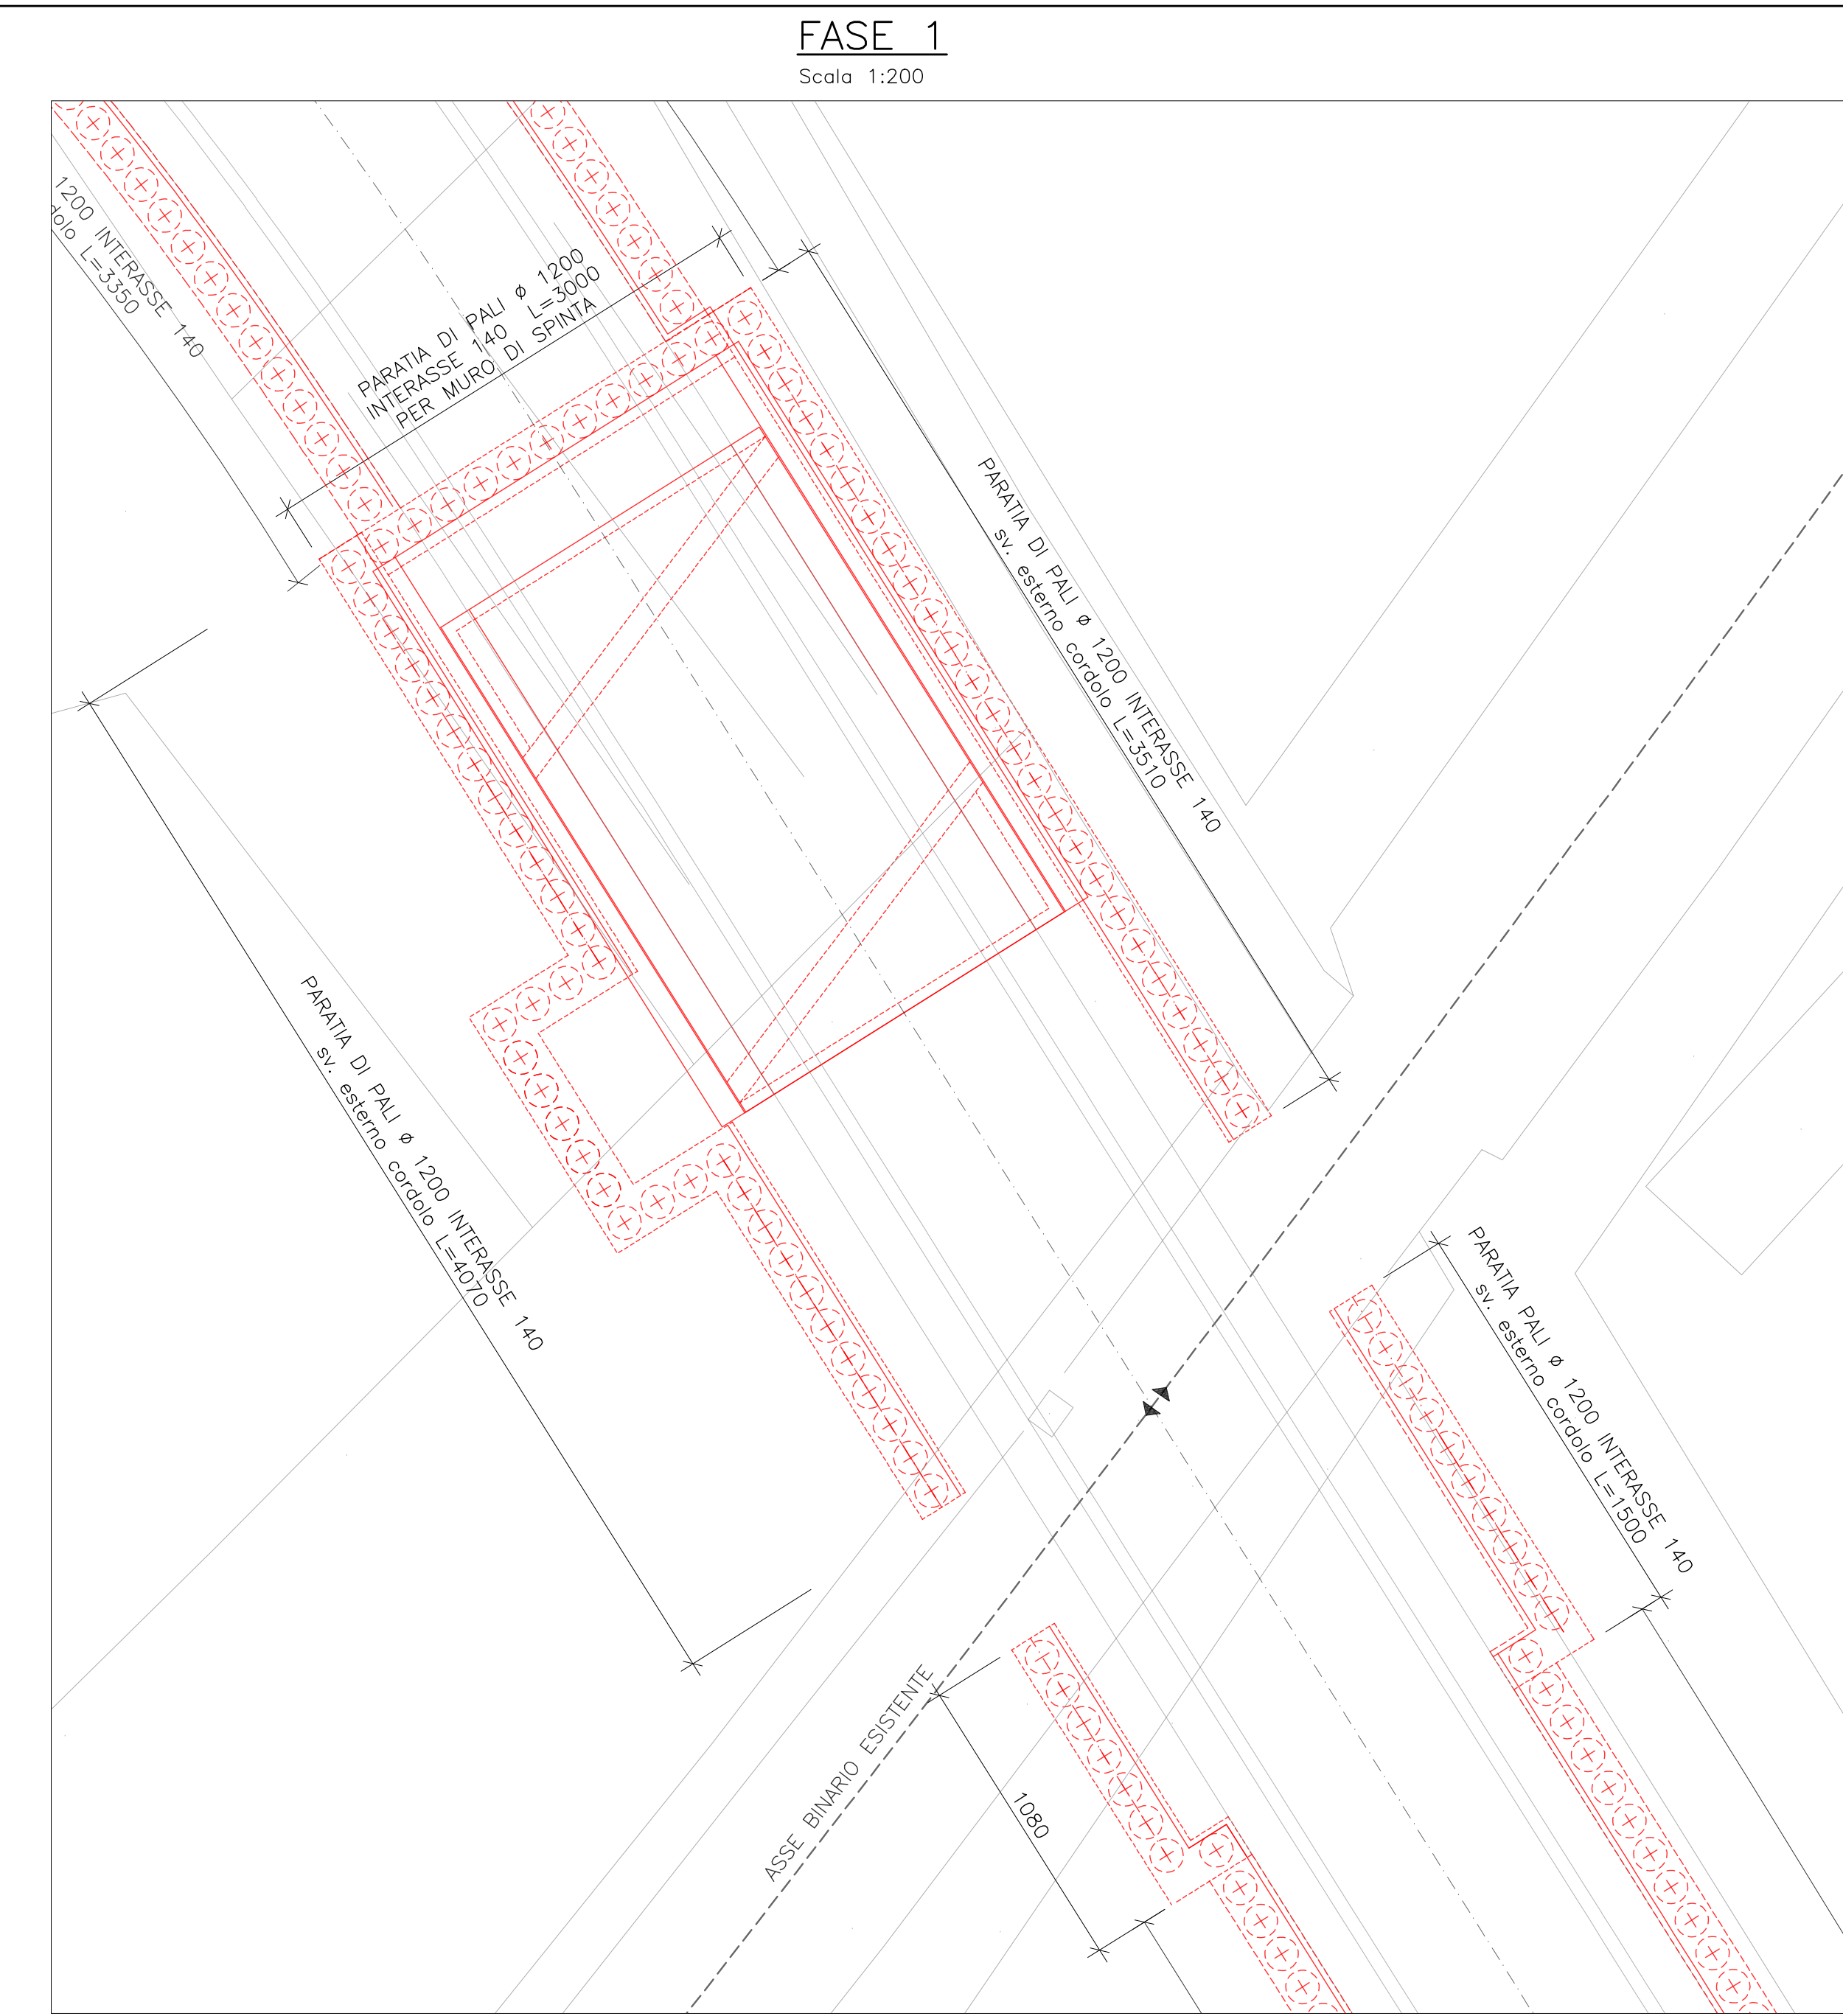 FASE 1
Scala 1:200
1200 INTERASSE 140
dolo L=3350
PARATIA DI PALI ø 1200
INTERASSE 140 L=3000
PER MURO DI SPINTA
PARATIA DI PALI ø 1200 INTERASSE 140
sv. esterno cordolo L=3510
PARATIA DI PALI ø 1200 INTERASSE 140
sv. esterno cordolo L=4070
PARATIA PALI ø 1200 INTERASSE 140
sv. esterno cordolo L=1500
ASSE BINARIO ESISTENTE
1080